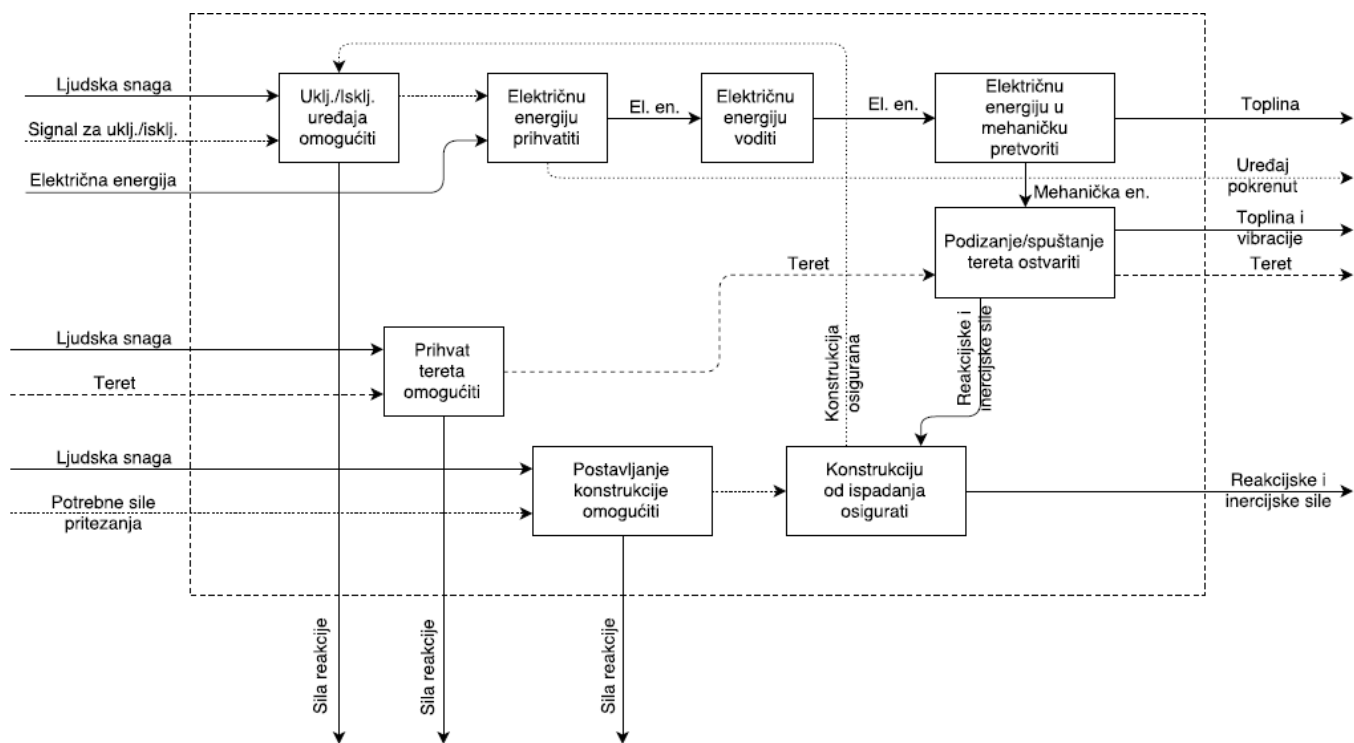 Ljudska snaga
Signal za uklj./isklj.
Električna energija
Uklj./Isklj.
uređaja
omogućiti
Električnu
energiju
prihvatiti
El. en.
Električnu
energiju
voditi
El. en.
Električnu
energiju u
mehaničku
pretvoriti
Toplina
Uređaj
pokrenut
Mehanička en.
Podizanje/spuštanje
tereta ostvariti
Toplina i
vibracije
Teret
Teret
Ljudska snaga
Teret
Prihvat
tereta
omogućiti
Konstrukcija
osigurana
Reakcijske i
inercijske sile
Ljudska snaga
Potrebne sile
pritezanja
Postavljanje
konstrukcije
omogućiti
Konstrukciju
od ispadanja
osigurati
Reakcijske i
inercijske sile
Sila reakcije
Sila reakcije
Sila reakcije